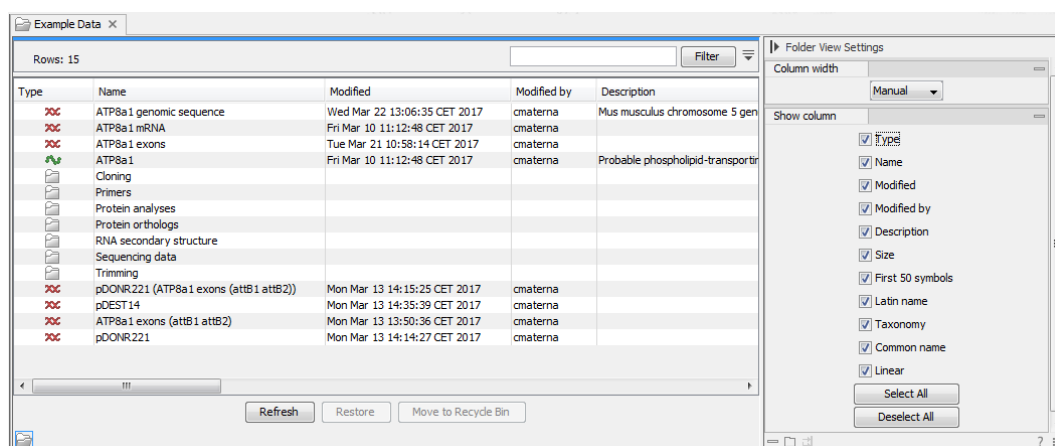 Example Data
Rows: 15
Filter
Type Name Modified Modified by Description
ATP8a1 genomic sequence Wed Mar 22 13:06:35 CET 2017 cmaterna Mus musculus chromosome 5 gen
ATP8a1 mRNA Fri Mar 10 11:12:48 CET 2017 cmaterna
ATP8a1 exons Tue Mar 21 10:58:14 CET 2017 cmaterna
ATP8a1 Fri Mar 10 11:12:48 CET 2017 cmaterna Probable phospholipid-transportin
Cloning
Primers
Protein analyses
Protein orthologs
RNA secondary structure
Sequencing data
Trimming
pDONR221 (ATP8a1 exons (attB1 attB2)) Mon Mar 13 14:15:25 CET 2017 cmaterna
pDEST14 Mon Mar 13 14:35:39 CET 2017 cmaterna
ATP8a1 exons (attB1 attB2) Mon Mar 13 13:50:36 CET 2017 cmaterna
pDONR221 Mon Mar 13 14:14:27 CET 2017 cmaterna
Refresh Restore Move to Recycle Bin
Folder View Settings
Column width
Manual
Show column
Type
Name
Modified
Modified by
Description
Size
First 50 symbols
Latin name
Taxonomy
Common name
Linear
Select All
Deselect All
?